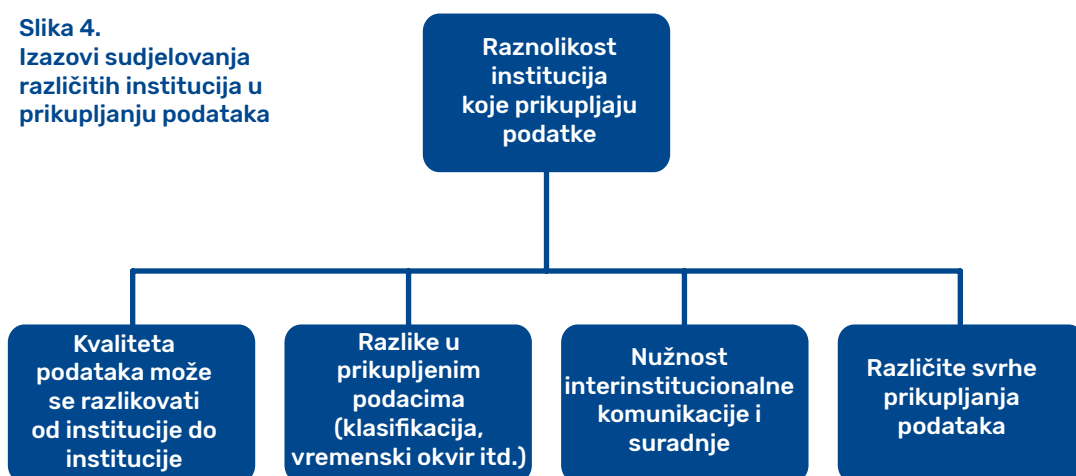 Slika 4.
Izazovi sudjelovanja
različitih institucija u
prikupljanju podataka
Raznolikost
institucija
koje prikupljaju
podatke
Kvaliteta
podataka može
se razlikovati
od institucije do
institucije
Razlike u
prikupljenim
podacima
(klasifikacija,
vremenski okvir itd.)
Nužnost
interinstitucionalne
komunikacije i
suradnje
Različite svrhe
prikupljanja
podataka